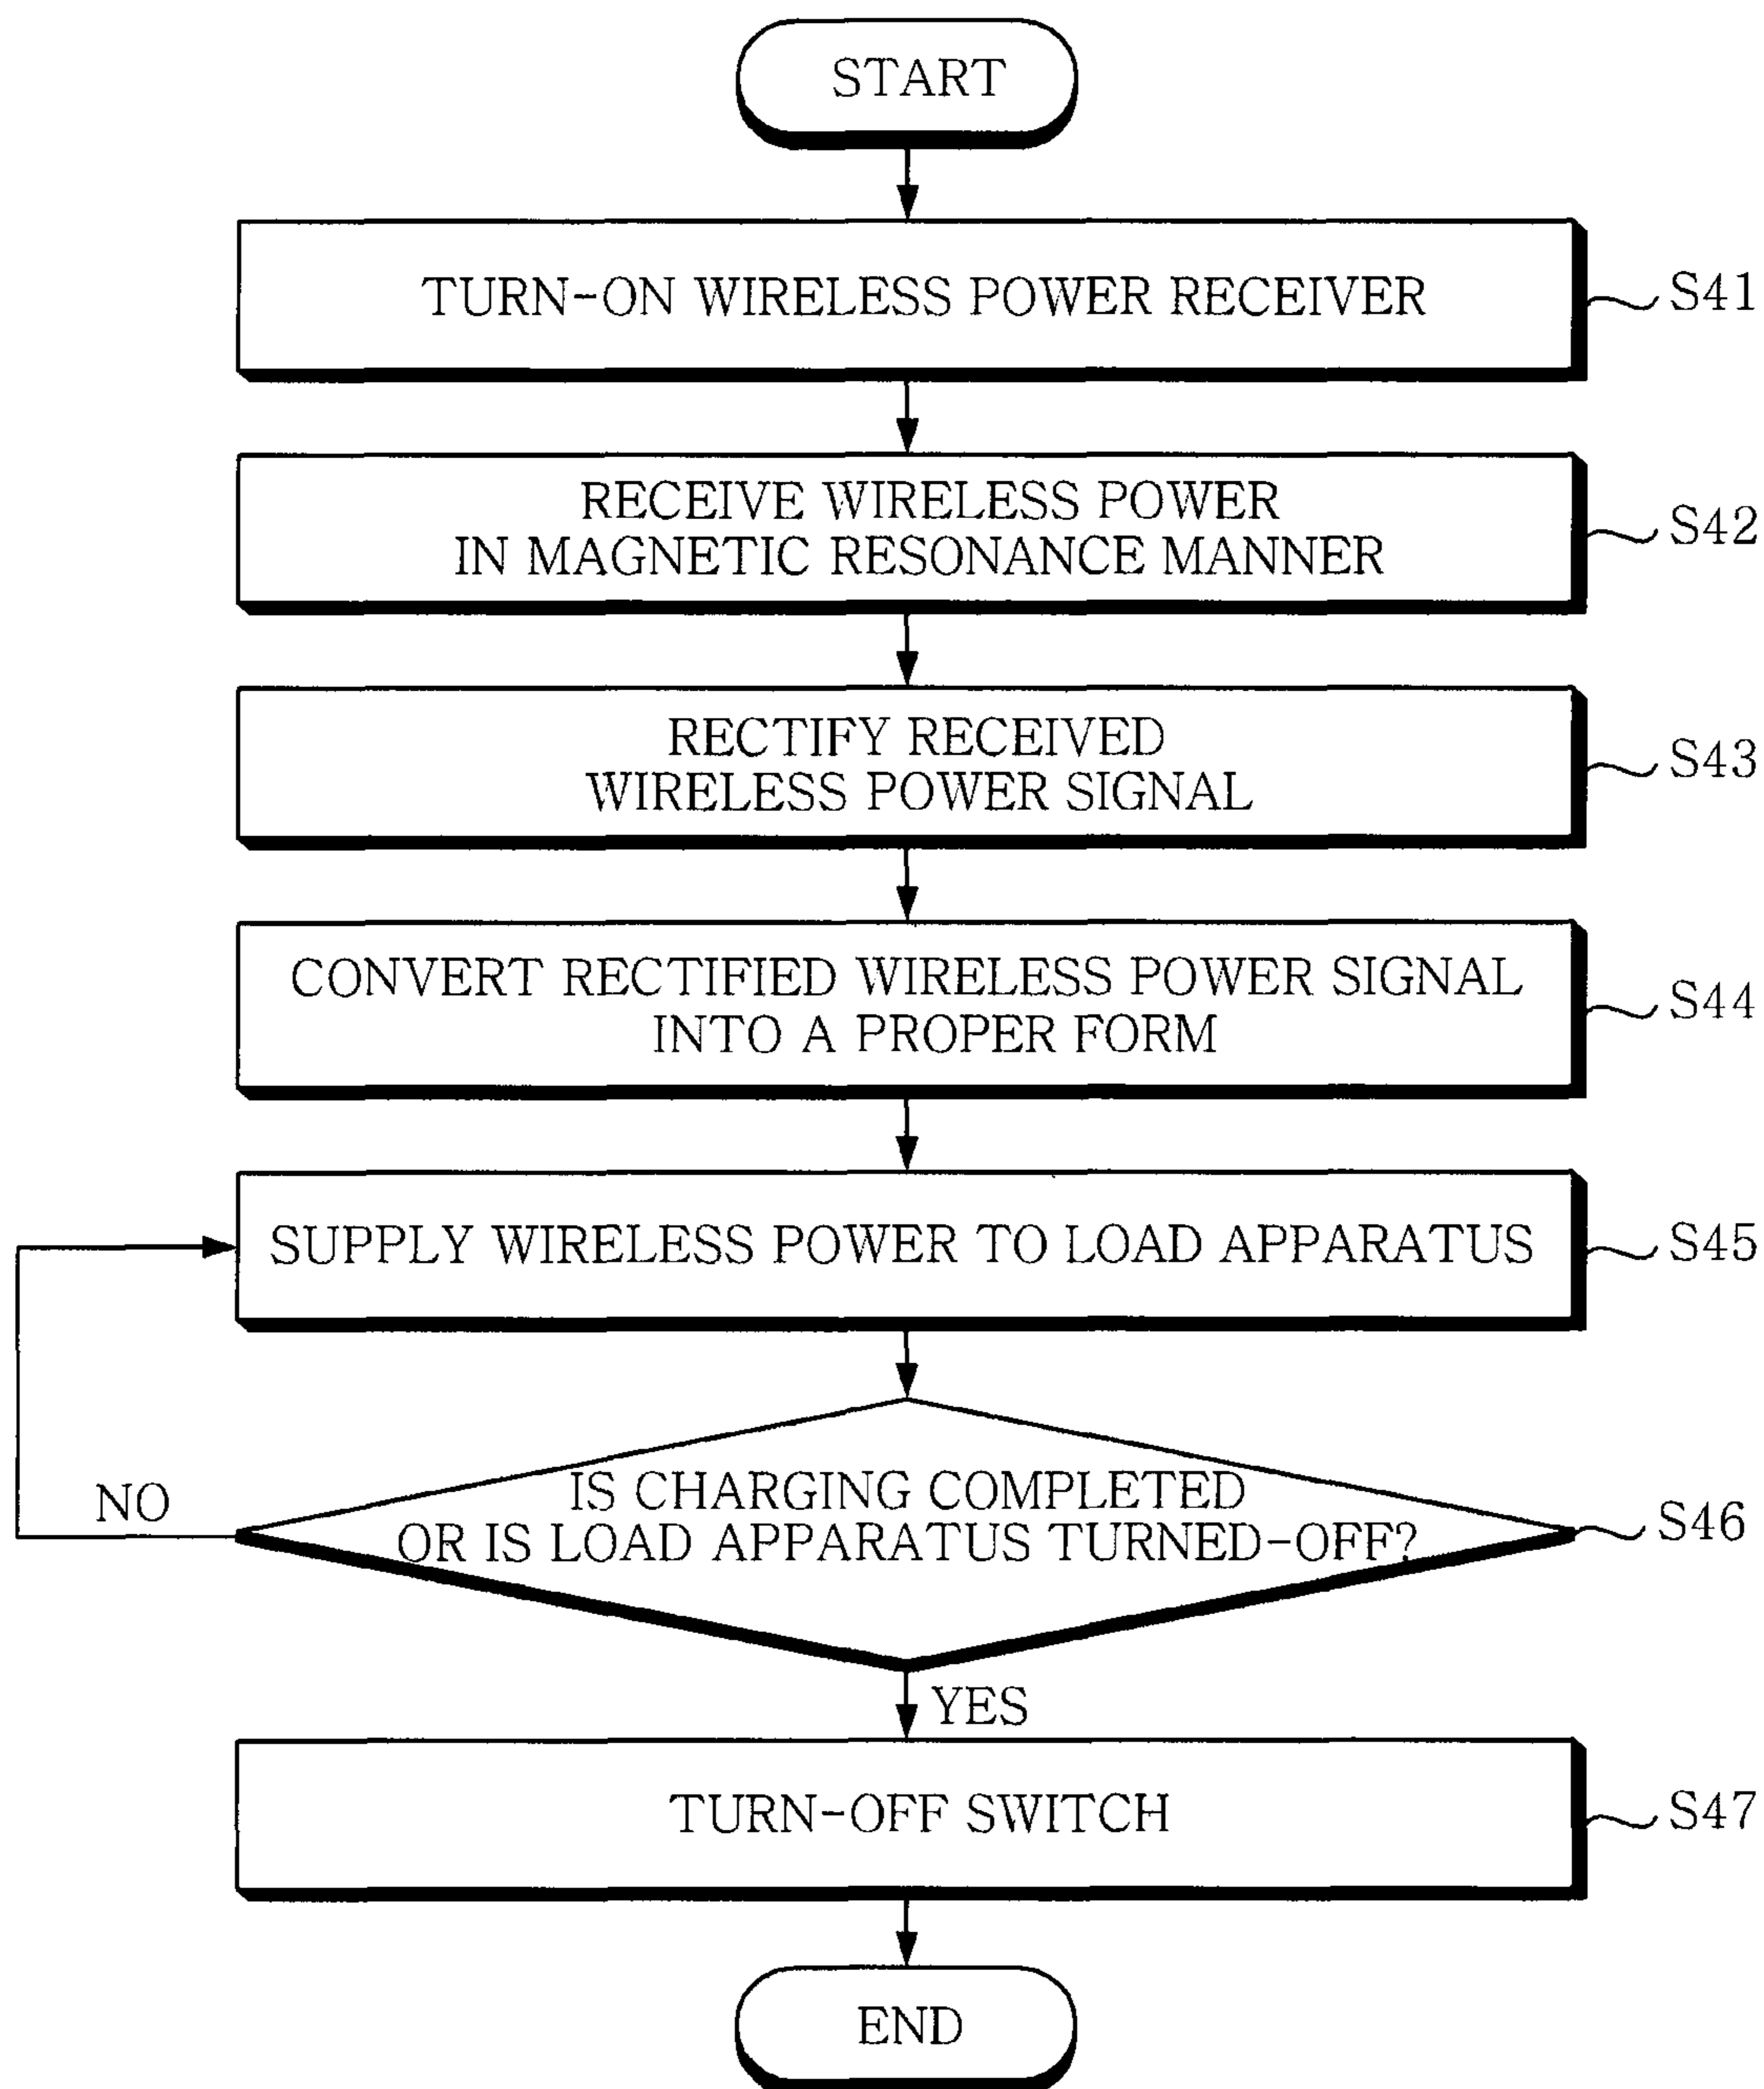 START
TURN-ON WIRELESS POWER RECEIVER
S41
RECEIVE WIRELESS POWER
IN MAGNETIC RESONANCE MANNER
S42
RECTIFY RECEIVED
WIRELESS POWER SIGNAL
S43
CONVERT RECTIFIED WIRELESS POWER SIGNAL
INTO A PROPER FORM
S44
SUPPLY WIRELESS POWER TO LOAD APPARATUS
S45
IS CHARGING COMPLETED
OR IS LOAD APPARATUS TURNED-OFF?
S46
NO
YES
TURN-OFF SWITCH
S47
END